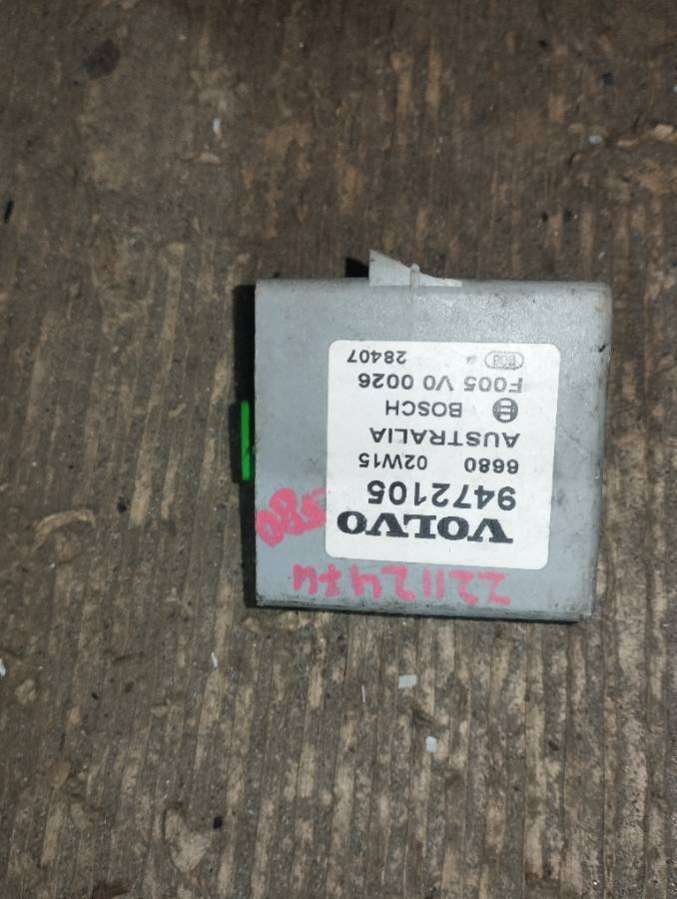 VOLVO
9472105
6680 02W15
AUSTRALIA
BOSCH
F005 V0 0026
28407
S80